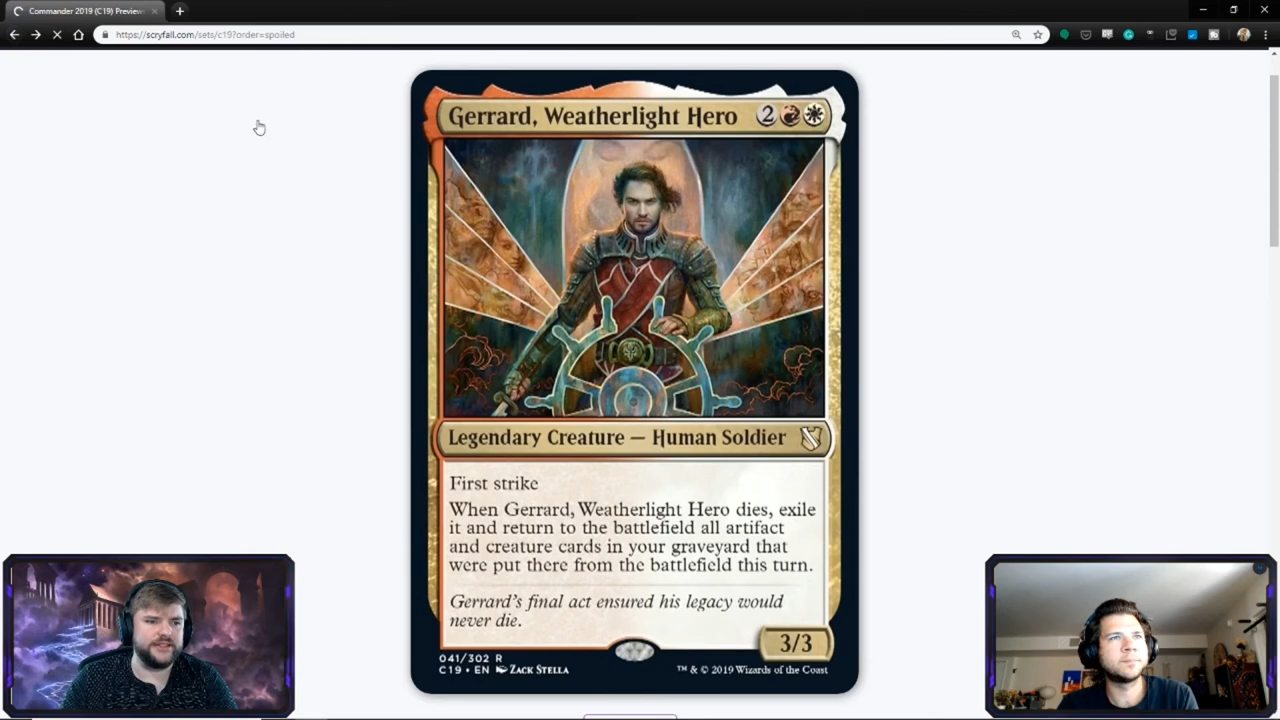 Commander 2019 (C19) Preview
https://scryfall.com/sets/c19?order=spoiled
Gerrard, Weatherlight Hero 2
Legendary Creature — Human Soldier
First strike
When Gerrard, Weatherlight Hero dies, exile
it and return to the battlefield all artifact
and creature cards in your graveyard that
were put there from the battlefield this turn.
Gerrard's final act ensured his legacy would
never die.
3/3
041/302 R
C19 • EN Zack Stella
™ & © 2019 Wizards of the Coast